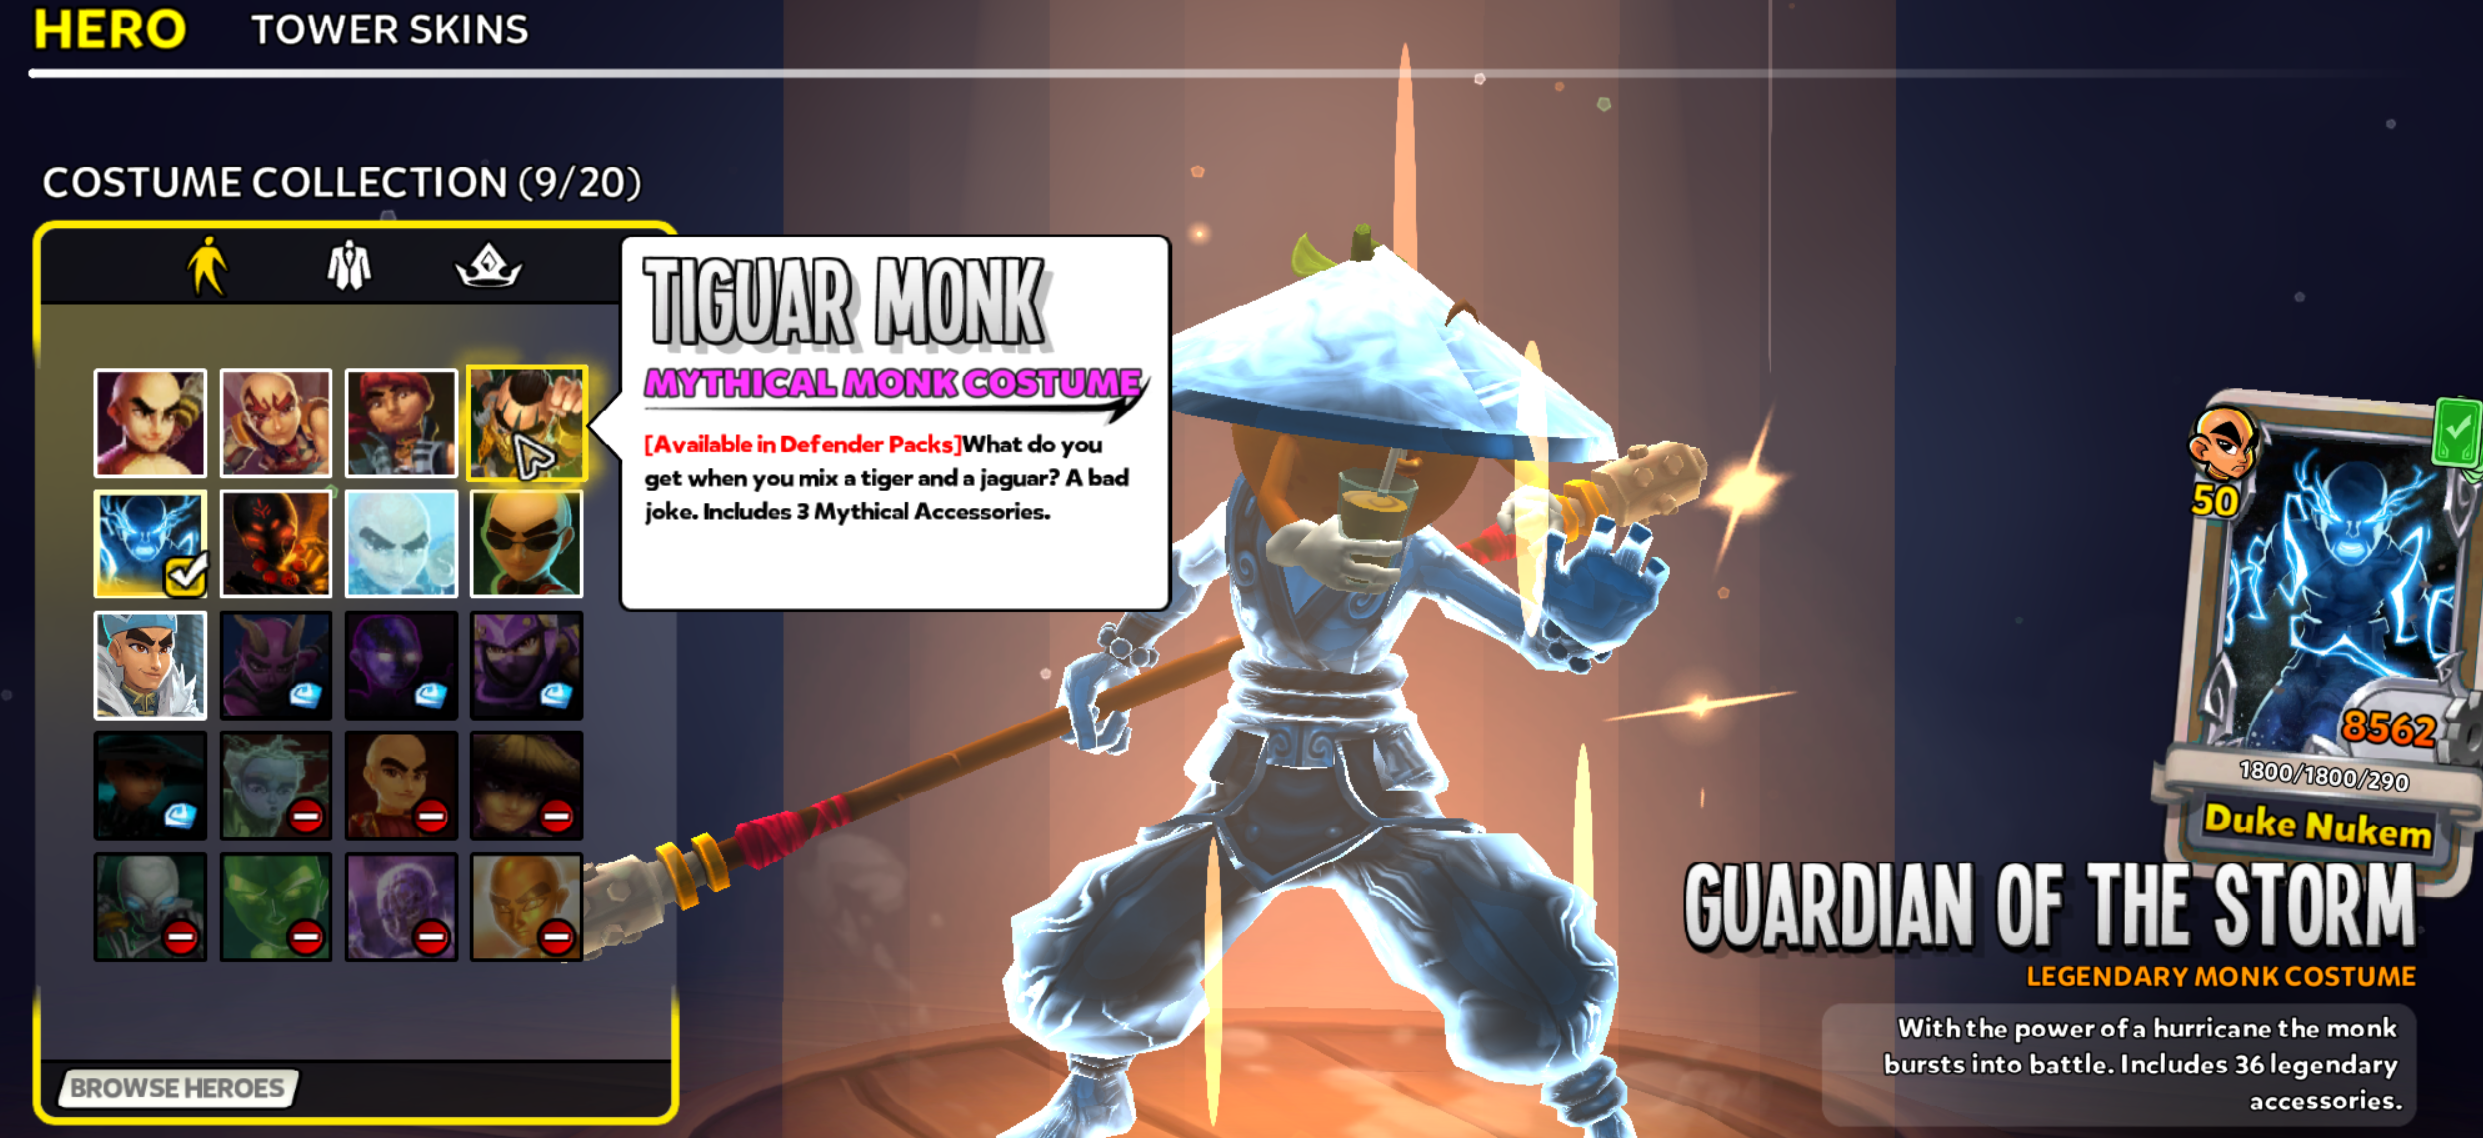 HERO
TOWER SKINS
COSTUME COLLECTION (9/20)
TIGUAR MONK
MYTHICAL MONK COSTUME
[Available in Defender Packs]What do you
get when you mix a tiger and a jaguar? A bad
joke. Includes 3 Mythical Accessories.
BROWSE HEROES
50
8562
1800/1800/290
Duke Nukem
GUARDIAN OF THE STORM
LEGENDARY MONK COSTUME
With the power of a hurricane the monk
bursts into battle. Includes 36 legendary
accessories.